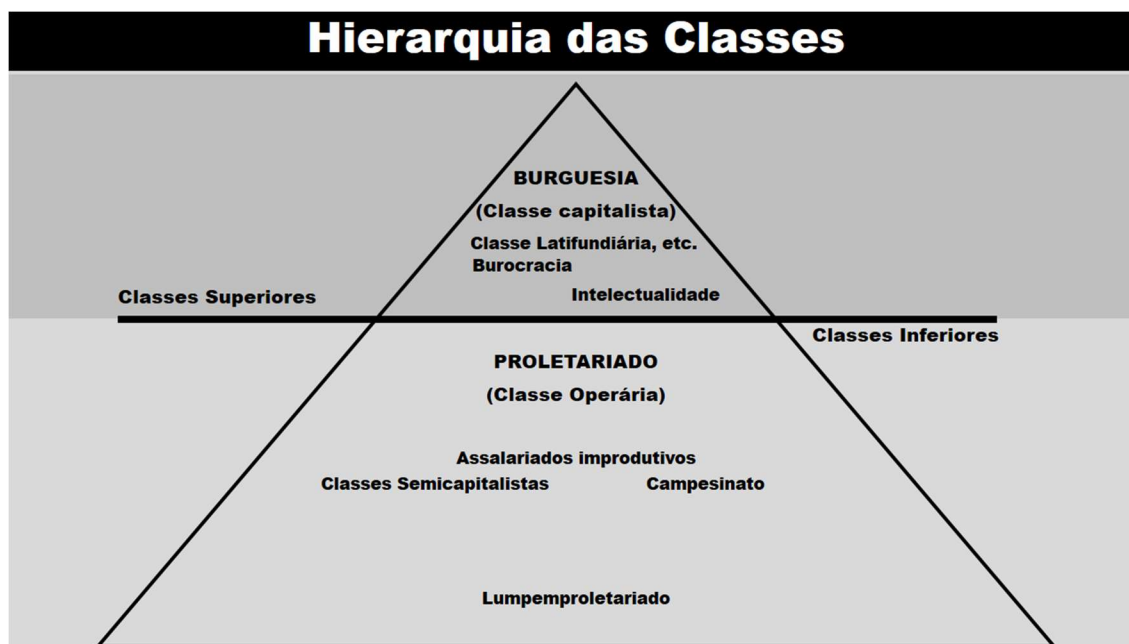 Hierarquia das Classes
BURGUESIA
(Classe capitalista)
Classe Latifundiária, etc.
Burocracia
Classes Superiores
Intelectualidade
Classes Inferiores
PROLETARIADO
(Classe Operária)
Assalariados improdutivos
Classes Semicapitalistas
Campesinato
Lumpemproletariado